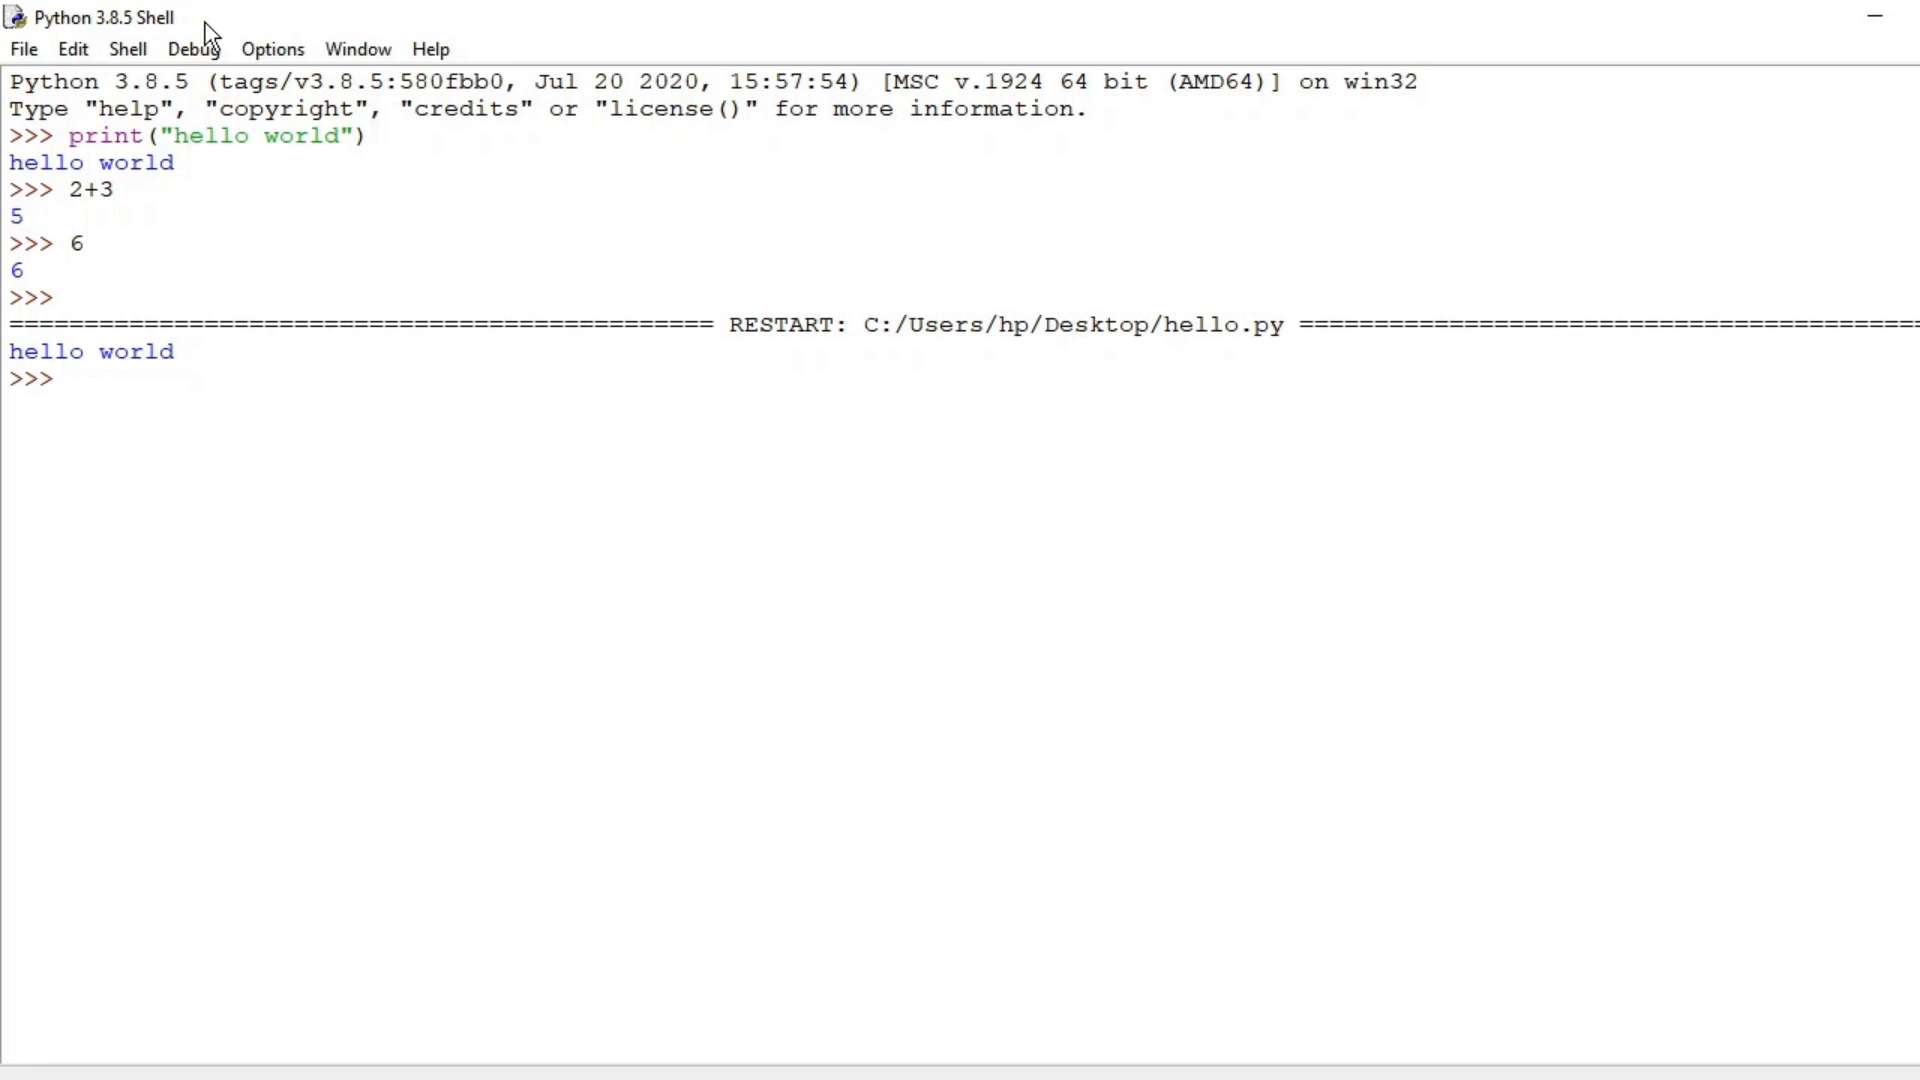 Python 3.8.5 Shell
File Edit Shell Debug Options Window Help
Python 3.8.5 (tags/v3.8.5:580fbb0, Jul 20 2020, 15:57:54) [MSC v.1924 64 bit (AMD64)] on win32
Type "help", "copyright", "credits" or "license()" for more information.
>>> print("hello world")
hello world
>>> 2+3
5
>>> 6
6
>>>
=============================================== RESTART: C:/Users/hp/Desktop/hello.py ==========================================
hello world
>>>